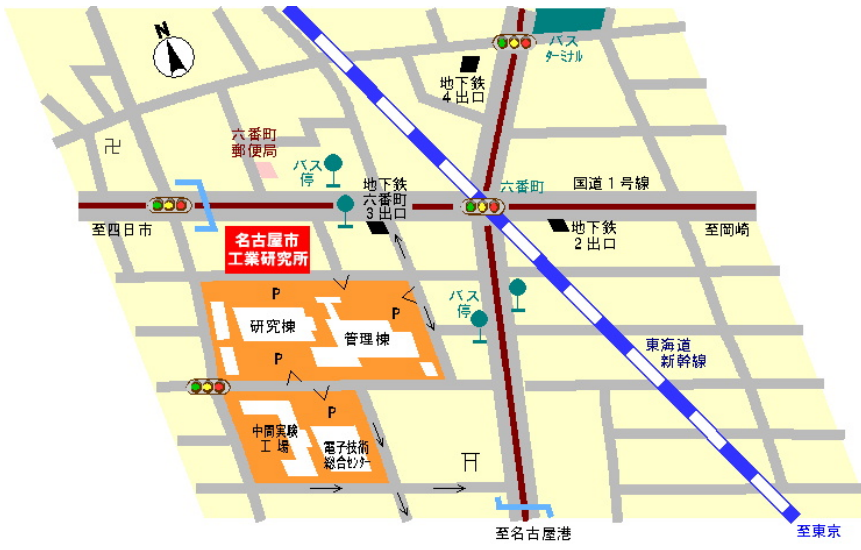 N
バス
ターミナル
地下鉄
4出口
六番町
郵便局
バス
停
地下鉄
六番町
3出口
六番町
国道1号線
至四日市
地下鉄
2出口
至岡崎
名古屋市
工業研究所
P
研究棟
P
管理棟
P
バス
停
東海道
新幹線
中間実験
工場
P
電子技術
総合センター
至名古屋港
至東京